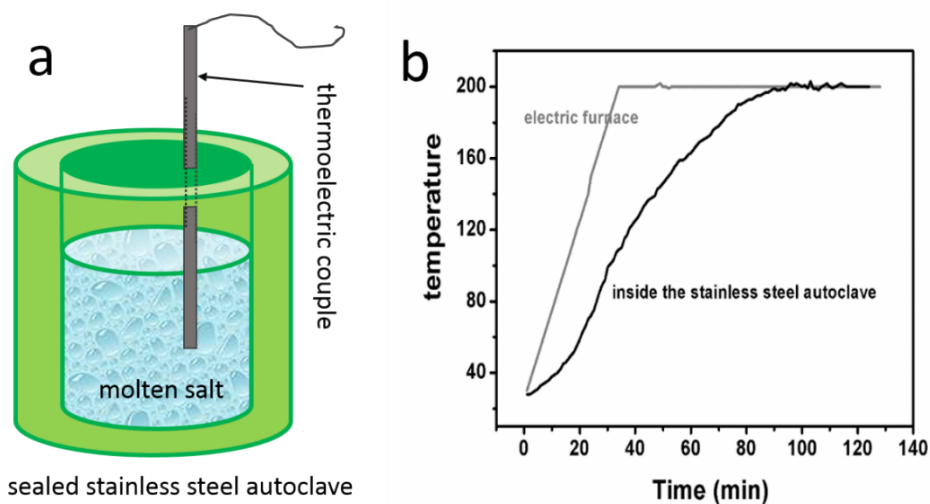 a
thermoelectric couple
molten salt
sealed stainless steel autoclave
b
temperature
200
160
120
80
40
electric furnace
inside the stainless steel autoclave
0 20 40 60 80 100 120 140
Time (min)